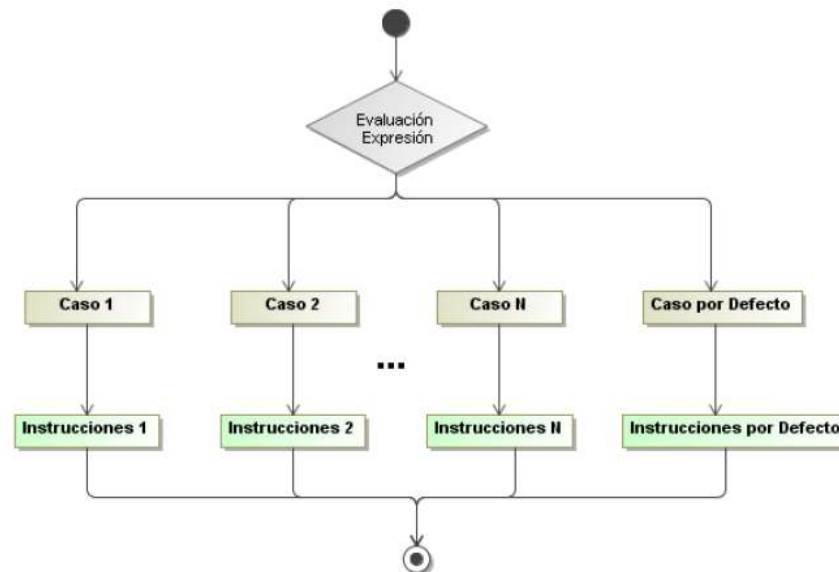 Evaluación
Expresión
Caso 1
Caso 2
Caso N
Caso por Defecto
...
Instrucciones 1
Instrucciones 2
Instrucciones N
Instrucciones por Defecto